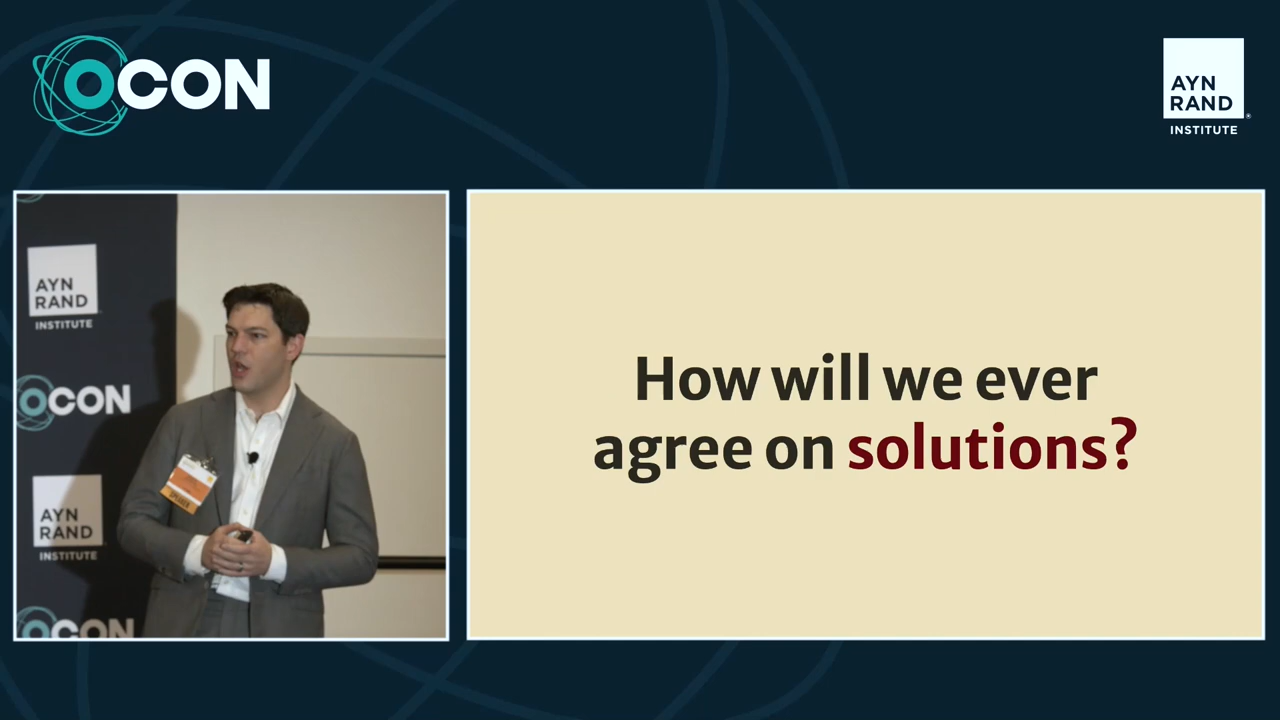 OCON
AYN
RAND
INSTITUTE
AYN
RAND
INSTITUTE
OCON
AYN
RAND
INSTITUTE
OCON
SPEAKER
How will we ever
agree on solutions?